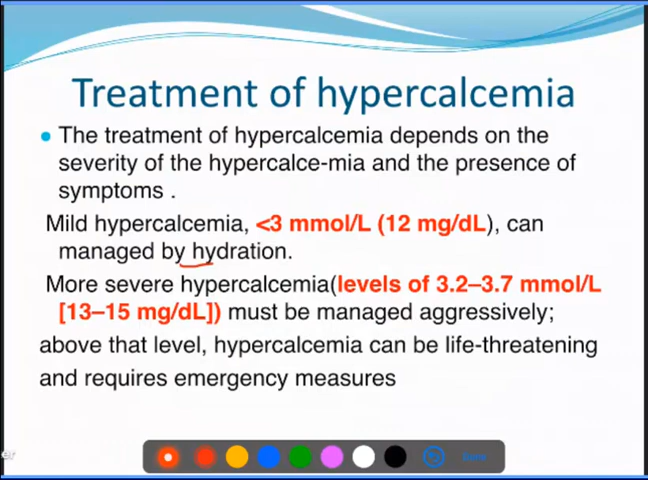 Treatment of hypercalcemia
• The treatment of hypercalcemia depends on the
severity of the hypercalce-mia and the presence of
symptoms .
Mild hypercalcemia, <3 mmol/L (12 mg/dL), can
managed by hydration.
More severe hypercalcemia(levels of 3.2–3.7 mmol/L
[13–15 mg/dL]) must be managed aggressively;
above that level, hypercalcemia can be life-threatening
and requires emergency measures